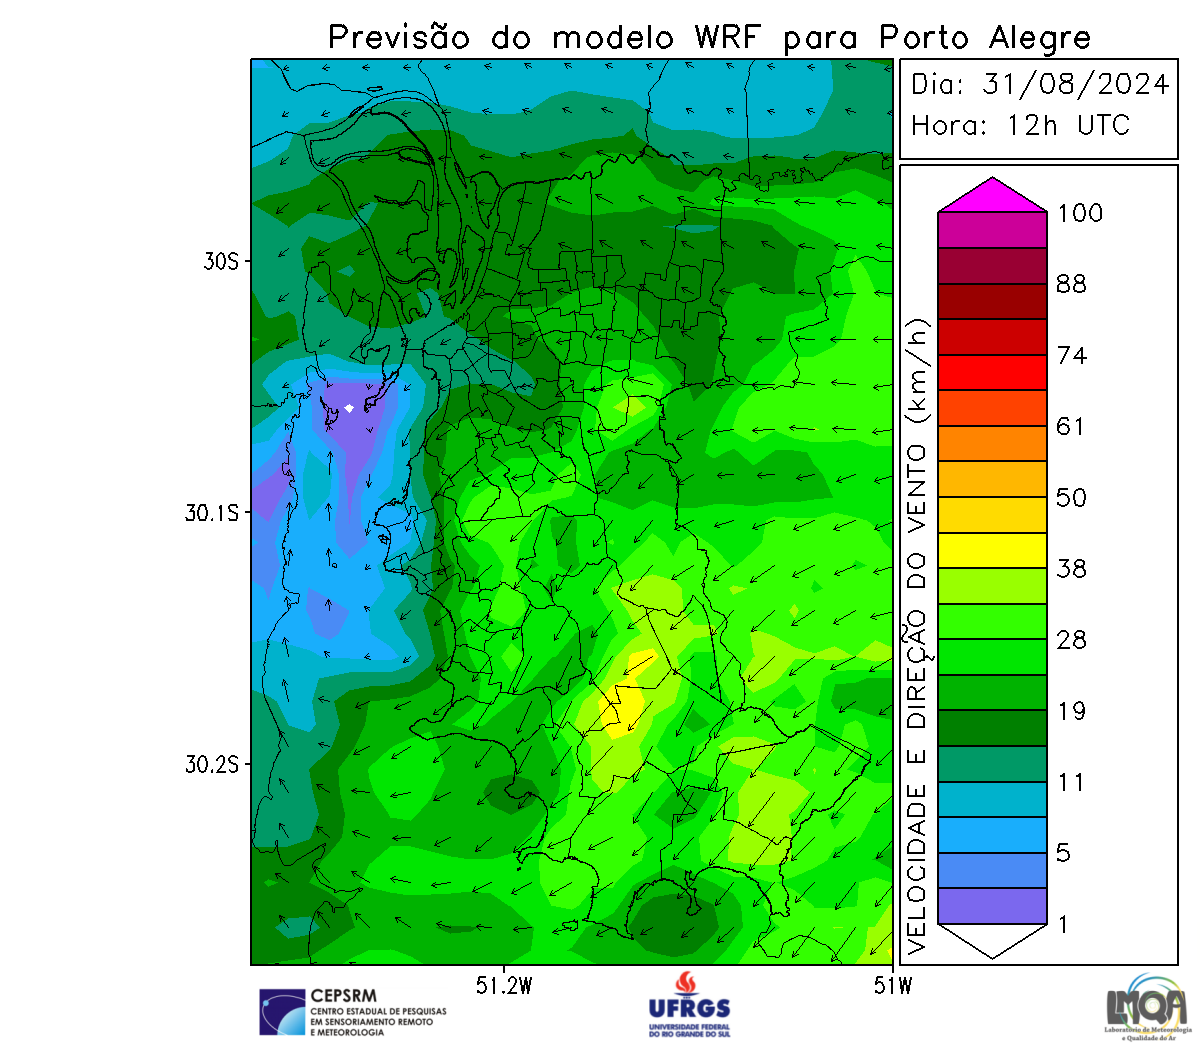 Previsão do modelo WRF para Porto Alegre
Dia: 31/08/2024
Hora: 12h UTC
VELOCIDADE E DIREÇÃO DO VENTO (km/h)
100
88
74
61
50
38
28
19
11
5
1
30S
30.1S
30.2S
51.2W
51W
CEPSRM
CENTRO ESTADUAL DE PESQUISAS
EM SENSORIAMENTO REMOTO
E METEOROLOGIA
UFRGS
UNIVERSIDADE FEDERAL
DO RIO GRANDE DO SUL
LMQA
Laboratório de Meteorologia
e Qualidade do Ar